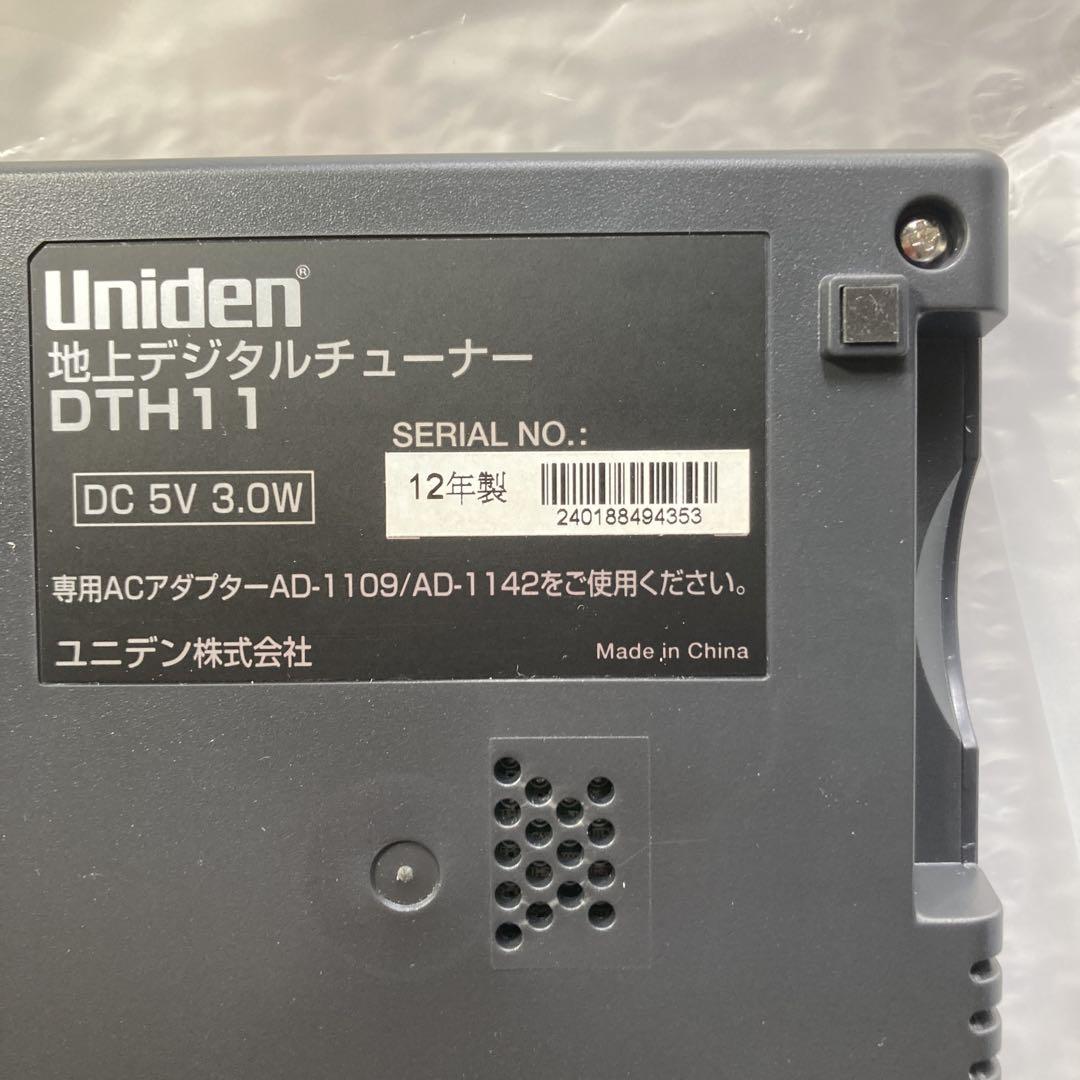 Uniden®
地上デジタルチューナー
DTH11
SERIAL NO.:
DC 5V 3.0W
12年製
240188494353
専用ACアダプターAD-1109/AD-1142をご使用ください。
ユニデン株式会社
Made in China